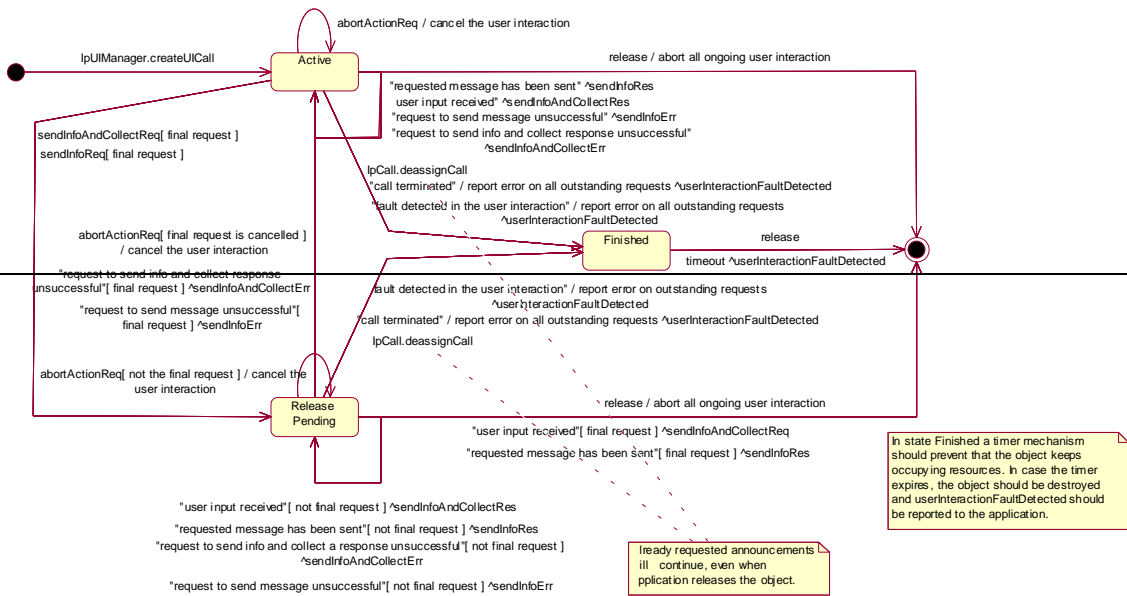 abortActionReq / cancel the user interaction
IpUIManager.createUICall
Active
release / abort all ongoing user interaction
"requested message has been sent" ^sendInfoRes
user input received" ^sendInfoAndCollectRes
"request to send message unsuccessful" ^sendInfoErr
"request to send info and collect response unsuccessful"
^sendInfoAndCollectErr
sendInfoAndCollectReq[ final request ]
sendInfoReq[ final request ]
IpCall.deassignCall
"call terminated" / report error on all outstanding requests ^userInteractionFaultDetected
"fault detected in the user interaction" / report error on all outstanding requests
^userInteractionFaultDetected
abortActionReq[ final request is cancelled ]
/ cancel the user interaction
Finished
release
timeout ^userInteractionFaultDetected
"request to send info and collect response
unsuccessful"[ final request ] ^sendInfoAndCollectErr
"request to send message unsuccessful"[
final request ] ^sendInfoErr
fault detected in the user interaction" / report error on outstanding requests
^userInteractionFaultDetected
"call terminated" / report error on all outstanding requests ^userInteractionFaultDetected
IpCall.deassignCall
abortActionReq[ not the final request ] / cancel the
user interaction
Release
Pending
release / abort all ongoing user interaction
"user input received"[ final request ] ^sendInfoAndCollectReq
"requested message has been sent"[ final request ] ^sendInfoRes
In state Finished a timer mechanism
should prevent that the object keeps
occupying resources. In case the timer
expires, the object should be destroyed
and userInteractionFaultDetected should
be reported to the application.
"user input received"[ not final request ] ^sendInfoAndCollectRes
"requested message has been sent"[ not final request ] ^sendInfoRes
"request to send info and collect a response unsuccessful"[ not final request ]
^sendInfoAndCollectErr
"request to send message unsuccessful"[ not final request ] ^sendInfoErr
lready requested announcements
ill continue, even when
pplication releases the object.